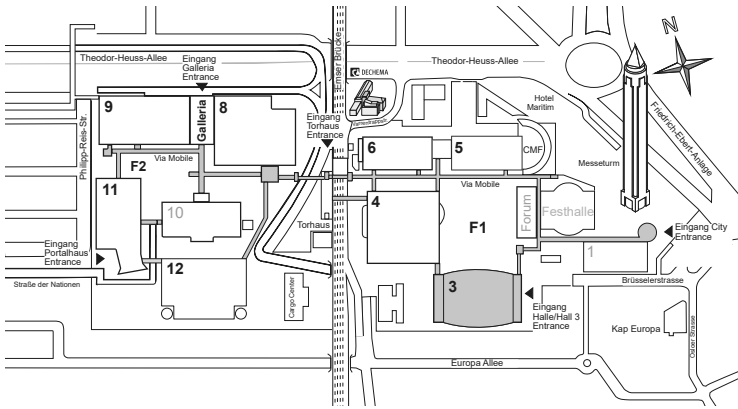 Theodor-Heuss-Allee
Eingang
Galleria
Entrance
Emser Brücke
DECHEMA
Theodor-Heuss-Allee
N
Hotel
Maritim
Friedrich-Ebert-Anlage
Messeturm
9
Galleria
8
Eingang
Torhaus
Entrance
Philipp-Reis-Str.
Via Mobile
F2
6
5
CMF
11
10
Via Mobile
4
F1
Forum
Festhalle
Torhaus
Eingang City
Entrance
Eingang
Portalhaus
Entrance
12
1
Straße der Nationen
Cargo Center
3
Brüsselerstrasse
Eingang
Halle/Hall 3
Entrance
Kap Europa
Osloer Strasse
Europa Allee